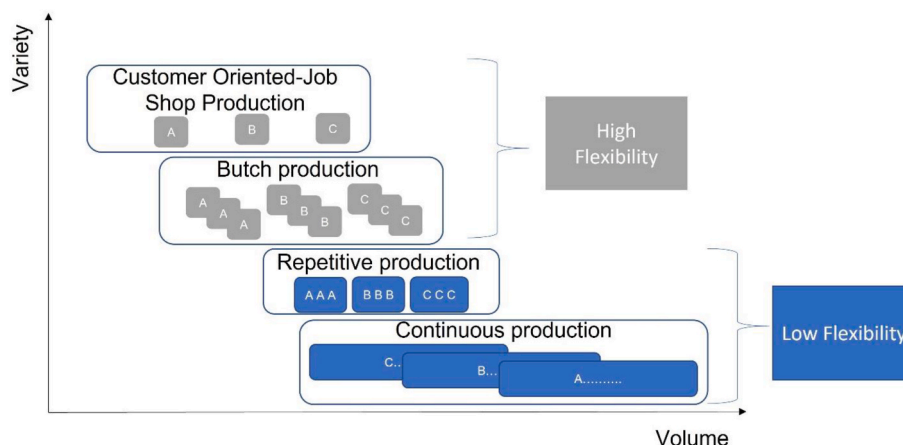 Variety
Customer Oriented-Job
Shop Production
A B C
High
Flexibility
Butch production
A B C
A B C
A B C
Repetitive production
A A A B B B C C C
Continuous production
C..
B...
A..........
Low Flexibility
Volume